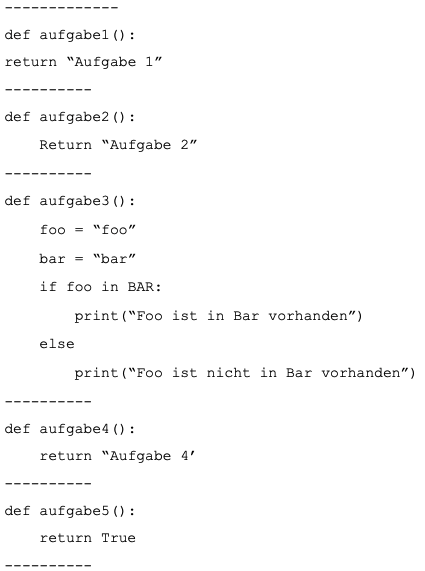 -------------
def aufgabe1():
return “Aufgabe 1”
----------
def aufgabe2():
    Return “Aufgabe 2”
----------
def aufgabe3():
    foo = “foo”
    bar = “bar”
    if foo in BAR:
        print(“Foo ist in Bar vorhanden”)
    else
        print(“Foo ist nicht in Bar vorhanden”)
----------
def aufgabe4():
    return “Aufgabe 4’
----------
def aufgabe5():
    return True
----------